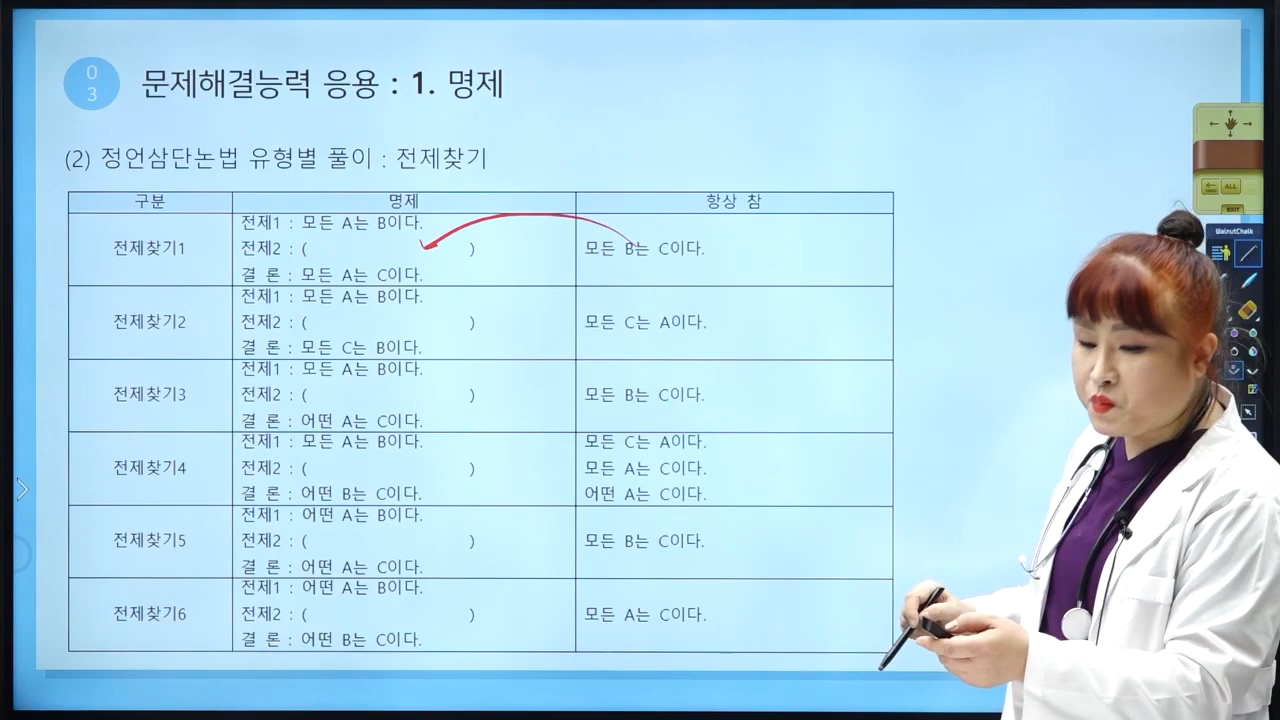 0
3
문제해결능력 응용 : 1. 명제
(2) 정언삼단논법 유형별 풀이 : 전제찾기
구분 명제 항상 참
전제찾기1
전제1 : 모든 A는 B이다.
전제2 : ( )
결 론 : 모든 A는 C이다.
모든 B는 C이다.
전제찾기2
전제1 : 모든 A는 B이다.
전제2 : ( )
결 론 : 모든 C는 B이다.
모든 C는 A이다.
전제찾기3
전제1 : 모든 A는 B이다.
전제2 : ( )
결 론 : 어떤 A는 C이다.
모든 B는 C이다.
전제찾기4
전제1 : 모든 A는 B이다.
전제2 : ( )
결 론 : 어떤 B는 C이다.
모든 C는 A이다.
모든 A는 C이다.
어떤 A는 C이다.
전제찾기5
전제1 : 어떤 A는 B이다.
전제2 : ( )
결 론 : 어떤 A는 C이다.
모든 B는 C이다.
전제찾기6
전제1 : 어떤 A는 B이다.
전제2 : ( )
결 론 : 어떤 B는 C이다.
모든 A는 C이다.
ALL
EXIT
WalnutChalk